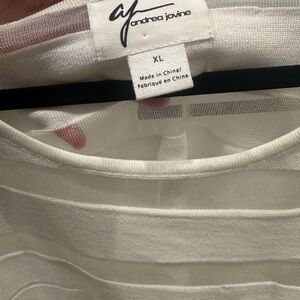 aj
andrea jovine
XL
Made in China/
Fabriqué en Chine